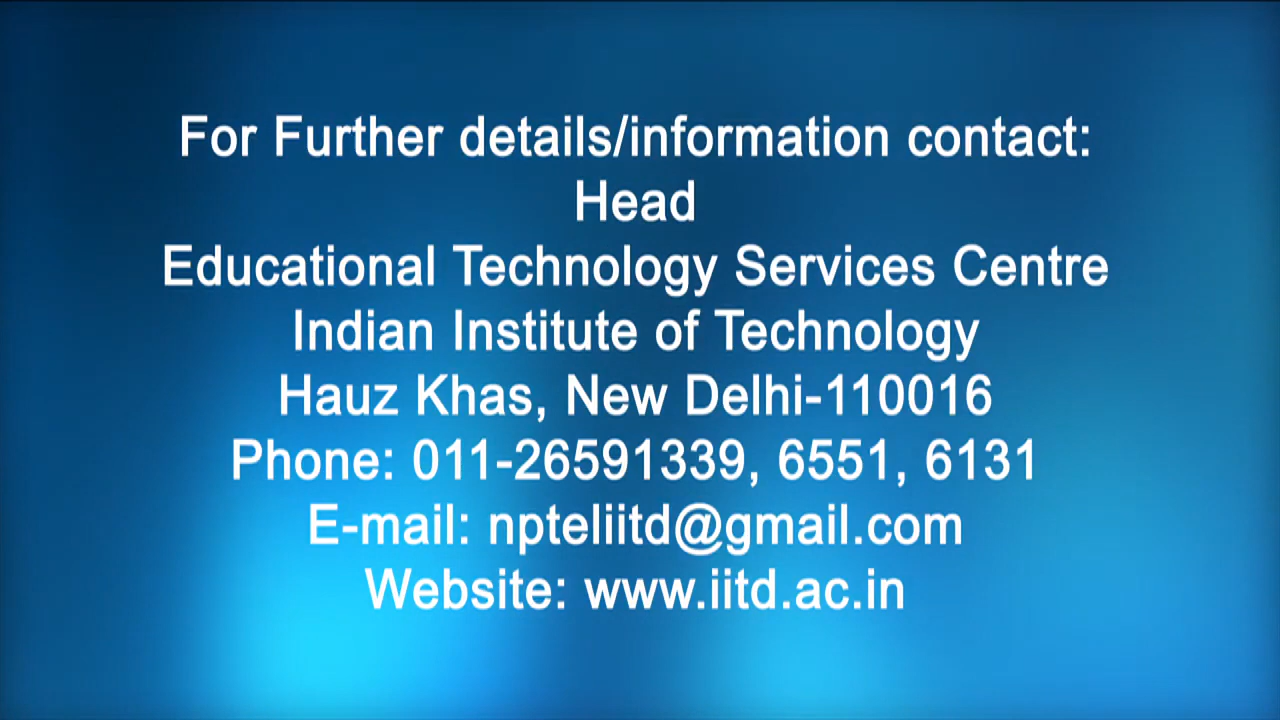 For Further details/information contact:
Head
Educational Technology Services Centre
Indian Institute of Technology
Hauz Khas, New Delhi-110016
Phone: 011-26591339, 6551, 6131
E-mail: npteliitd@gmail.com
Website: www.iitd.ac.in